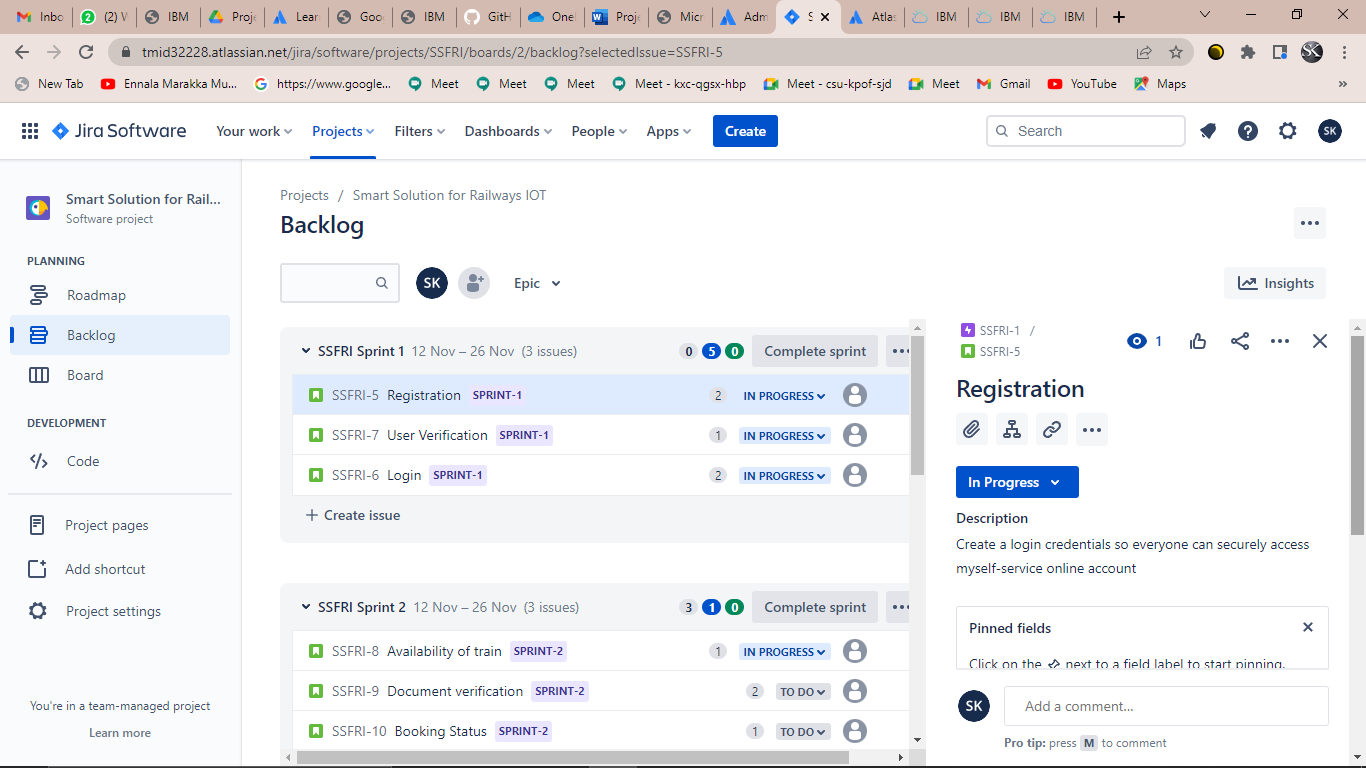 Inbo
(2) W
IBM
Proje
Lear
Goo
IBM
GitH
OneD
Proje
Micr
Adm
S
Atlas
IBM
IBM
IBM
tmid32228.atlassian.net/jira/software/projects/SSFRI/boards/2/backlog?selectedIssue=SSFRI-5
SK
New Tab
Ennala Marakka Mu...
https://www.google...
Meet
Meet
Meet
Meet - kxc-qgsx-hbp
Meet - csu-kpof-sjd
Meet
Gmail
YouTube
Maps
»
Jira Software
Your work
Projects
Filters
Dashboards
People
Apps
Create
Search
SK
Smart Solution for Rail...
Software project
PLANNING
Roadmap
Backlog
Board
DEVELOPMENT
Code
Project pages
Add shortcut
Project settings
You're in a team-managed project
Learn more
Projects / Smart Solution for Railways IOT
Backlog
SK
Epic
Insights
SSFRI Sprint 1 12 Nov – 26 Nov (3 issues) 0 5 0 Complete sprint
SSFRI-5 Registration SPRINT-1 2 IN PROGRESS
SSFRI-7 User Verification SPRINT-1 1 IN PROGRESS
SSFRI-6 Login SPRINT-1 2 IN PROGRESS
+ Create issue
SSFRI Sprint 2 12 Nov – 26 Nov (3 issues) 3 1 0 Complete sprint
SSFRI-8 Availability of train SPRINT-2 1 IN PROGRESS
SSFRI-9 Document verification SPRINT-2 2 TO DO
SSFRI-10 Booking Status SPRINT-2 1 TO DO
SSFRI-1 /
SSFRI-5
1
Registration
In Progress
Description
Create a login credentials so everyone can securely access
myself-service online account
Pinned fields
Click on the next to a field label to start pinning.
SK
Add a comment...
Pro tip: press M to comment